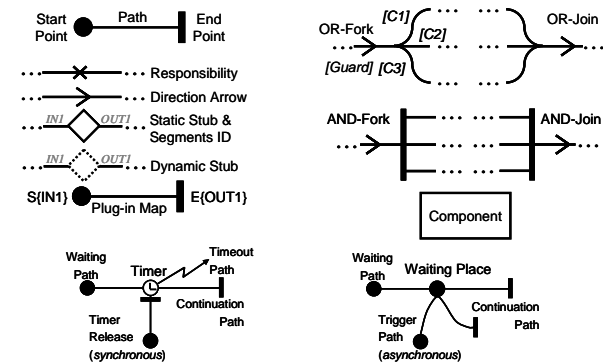 Start
Point
Path
End
Point
Responsibility
Direction Arrow
IN1
OUT1
Static Stub &
Segments ID
IN1
OUT1
Dynamic Stub
S{IN1}
Plug-in Map
E{OUT1}
OR-Fork
[C1]
[C2]
OR-Join
[Guard]
[C3]
AND-Fork
AND-Join
Component
Waiting
Path
Timer
Timeout
Path
Continuation
Path
Timer
Release
(synchronous)
Waiting
Path
Waiting Place
Continuation
Path
Trigger
Path
(asynchronous)